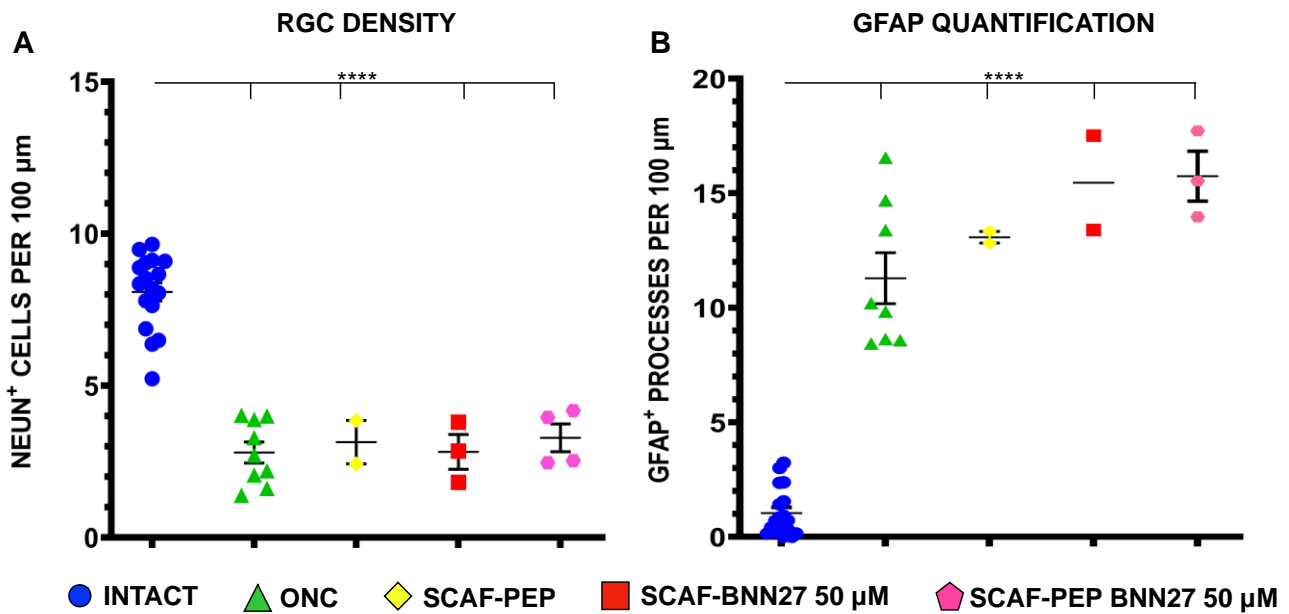 RGC DENSITY
GFAP QUANTIFICATION
A
B
****
****
15
10
5
0
20
15
10
5
0
NEUN+ CELLS PER 100 µm
GFAP+ PROCESSES PER 100 µm
INTACT
ONC
SCAF-PEP
SCAF-BNN27 50 µM
SCAF-PEP BNN27 50 µM